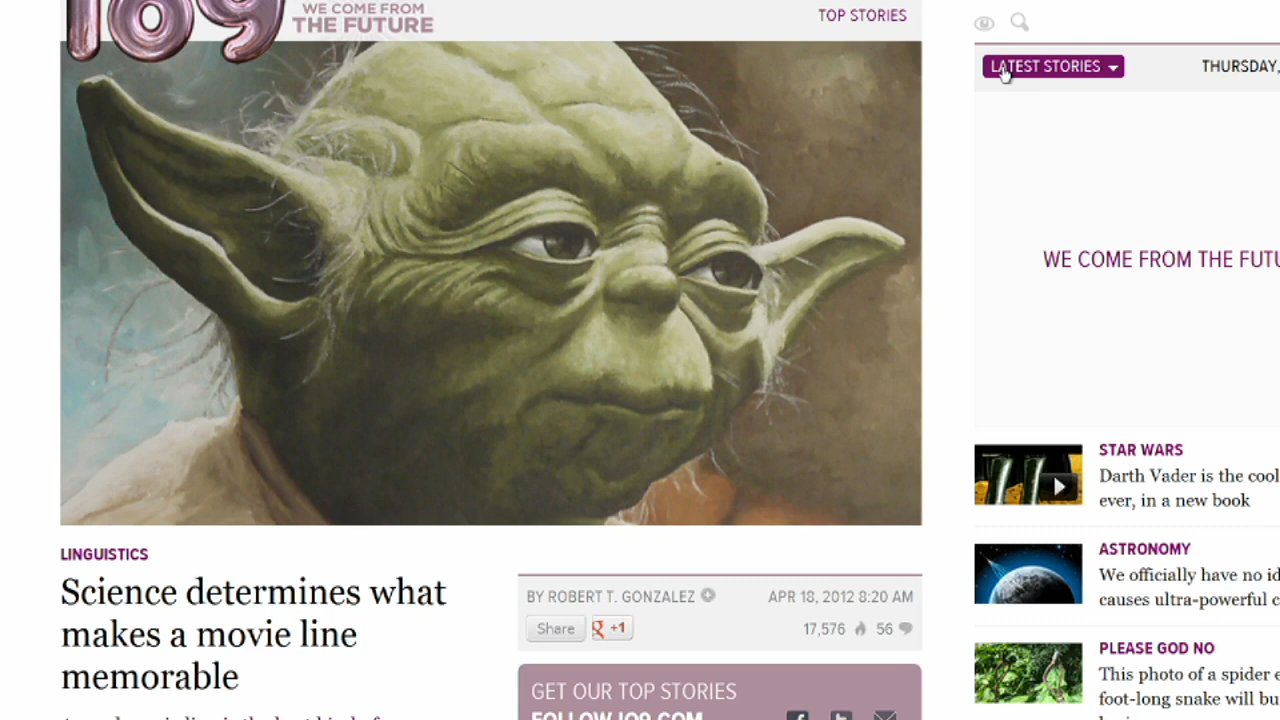 io9
WE COME FROM
THE FUTURE
TOP STORIES
LATEST STORIES
THURSDAY,
WE COME FROM THE FUTU
STAR WARS
Darth Vader is the cool
ever, in a new book
ASTRONOMY
We officially have no id
causes ultra-powerful c
PLEASE GOD NO
This photo of a spider e
foot-long snake will bu
LINGUISTICS
Science determines what
makes a movie line
memorable
BY ROBERT T. GONZALEZ
APR 18, 2012 8:20 AM
Share
g +1
17,576
56
GET OUR TOP STORIES
FOLLOW IO9.COM